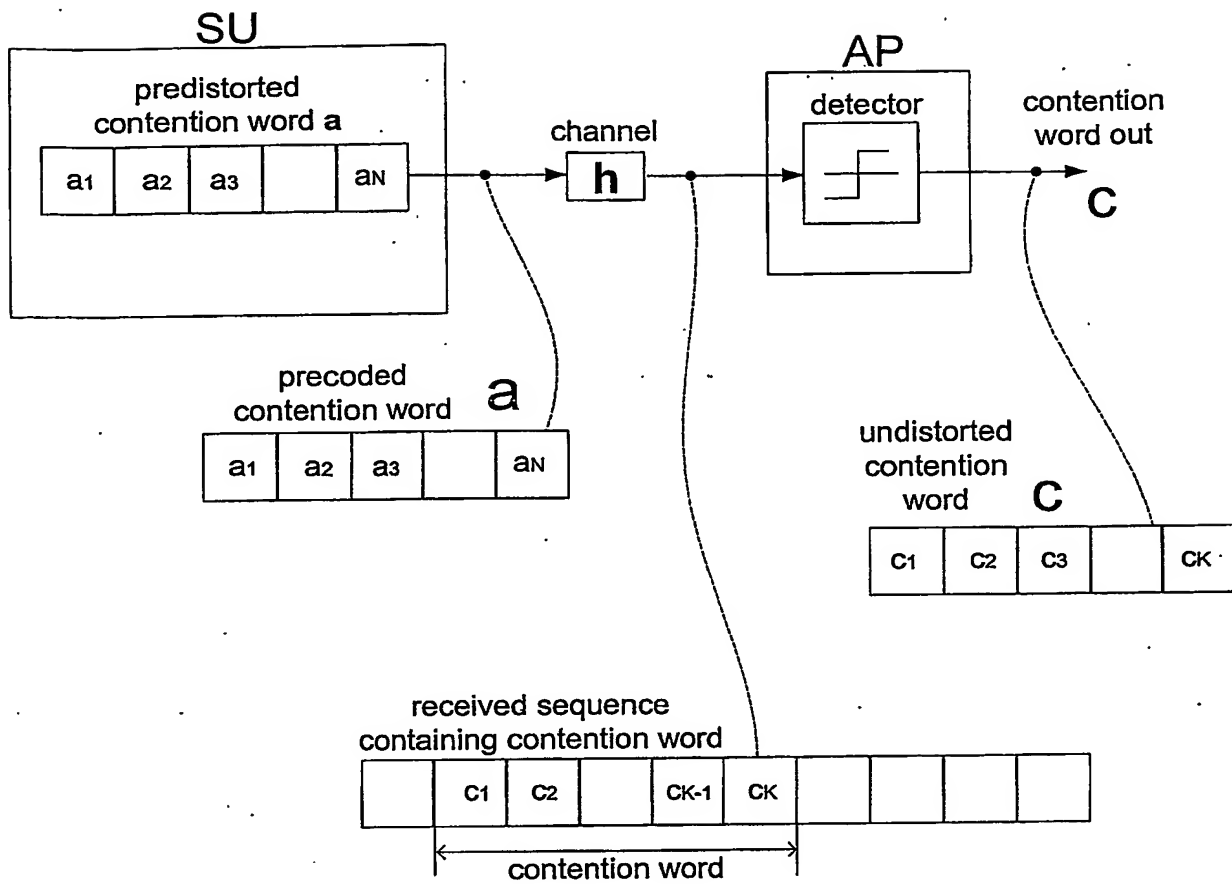 SU
predistorted
contention word a
a1 a2 a3 aN
channel
h
AP
detector
contention
word out
C
precoded
contention word a
a1 a2 a3 aN
undistorted
contention
word C
C1 C2 C3 CK
received sequence
containing contention word
C1 C2 CK-1 CK
contention word